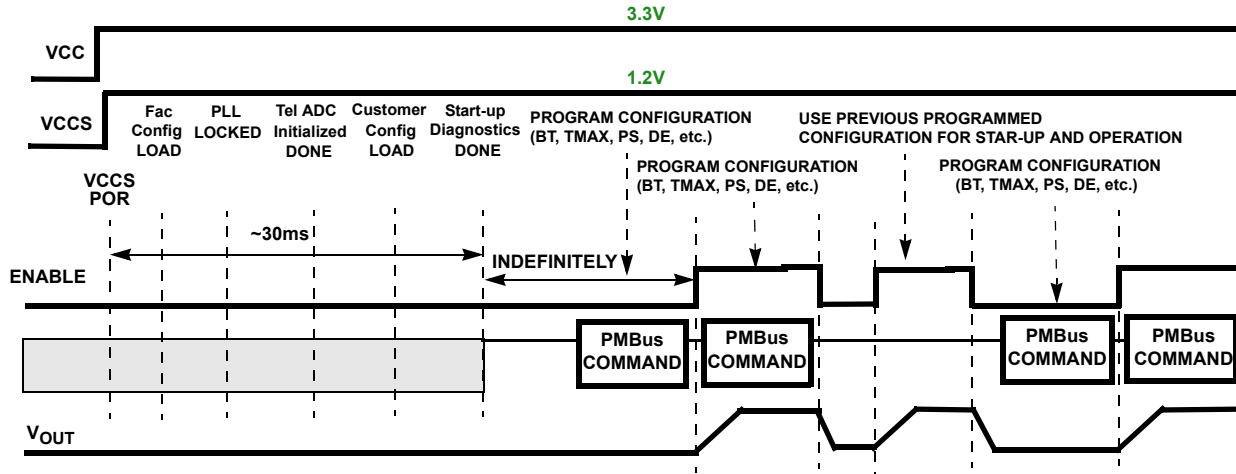 3.3V
VCC
1.2V
VCCS
Fac
Config
LOAD
PLL
LOCKED
Tel ADC
Initialized
DONE
Customer
Config
LOAD
Start-up
Diagnostics
DONE
PROGRAM CONFIGURATION
(BT, TMAX, PS, DE, etc.)
USE PREVIOUS PROGRAMMED
CONFIGURATION FOR STAR-UP AND OPERATION
PROGRAM CONFIGURATION
(BT, TMAX, PS, DE, etc.)
PROGRAM CONFIGURATION
(BT, TMAX, PS, DE, etc.)
VCCS
POR
~30ms
INDEFINITELY
ENABLE
PMBus
COMMAND
PMBus
COMMAND
PMBus
COMMAND
PMBus
COMMAND
VOUT